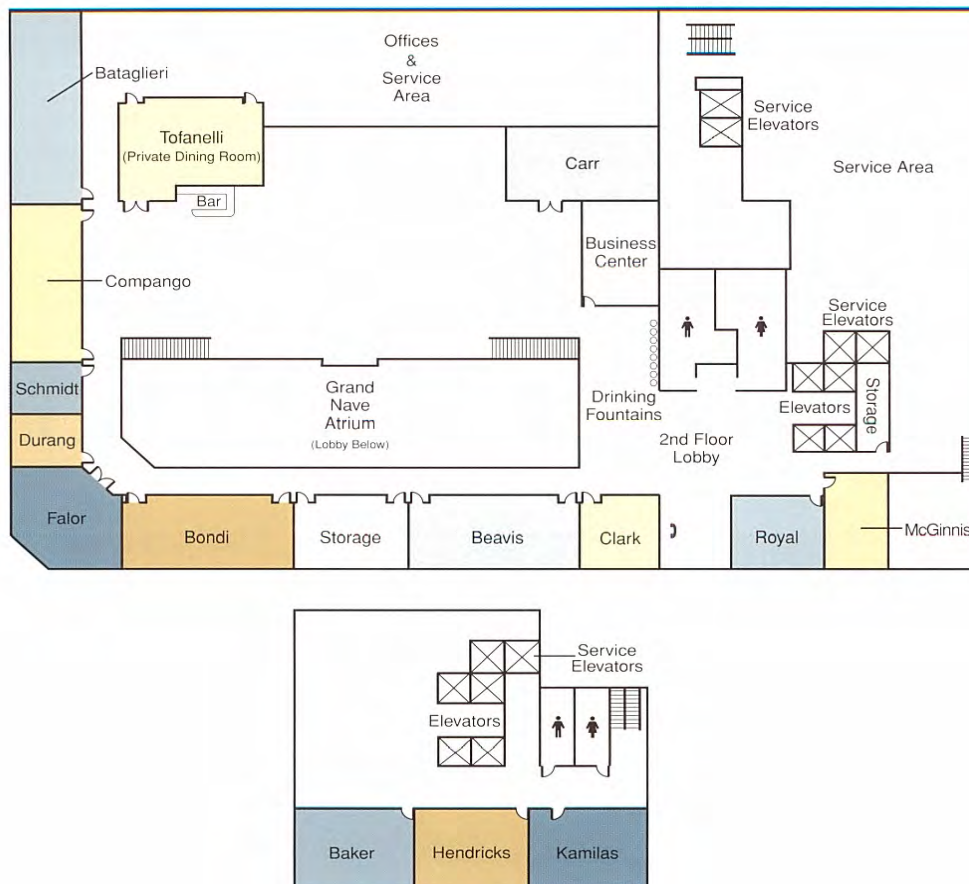 Offices
&
Service
Area
Bataglieri
Tofanelli
(Private Dining Room)
Bar
Service
Elevators
Carr
Service Area
Business
Center
Compango
Service
Elevators
Schmidt
Grand
Nave
Atrium
(Lobby Below)
Drinking
Fountains
Elevators
Storage
Durang
2nd Floor
Lobby
Falor
Bondi
Storage
Beavis
Clark
Royal
McGinnis
Service
Elevators
Elevators
Baker
Hendricks
Kamilas